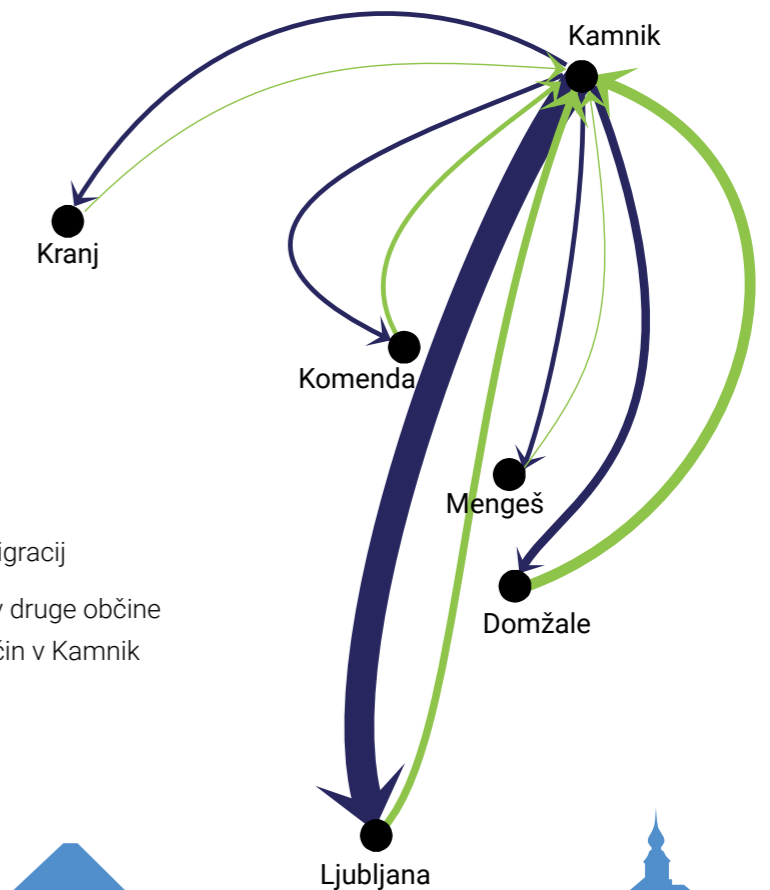 Kamnik
Kranj
Komenda
Mengeš
igracij
druge občine
Domžale
čin v Kamnik
Ljubljana